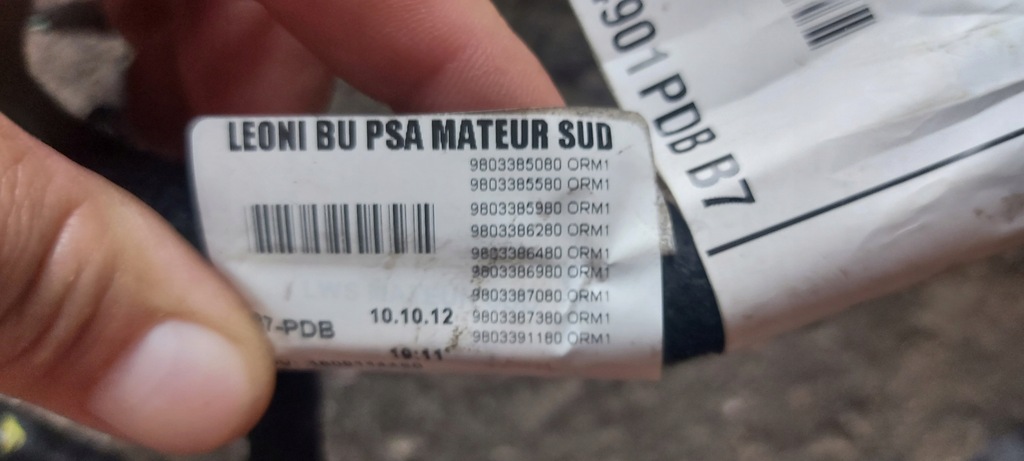 LEONI BU PSA MATEUR SUD
9803385080 ORM1
9803385580 ORM1
9803385980 ORM1
9803386280 ORM1
9803386480 ORM1
9803386980 ORM1
9803387080 ORM1
9803387380 ORM1
9803391180 ORM1
10.10.12
7-PDB
901 PDB B7